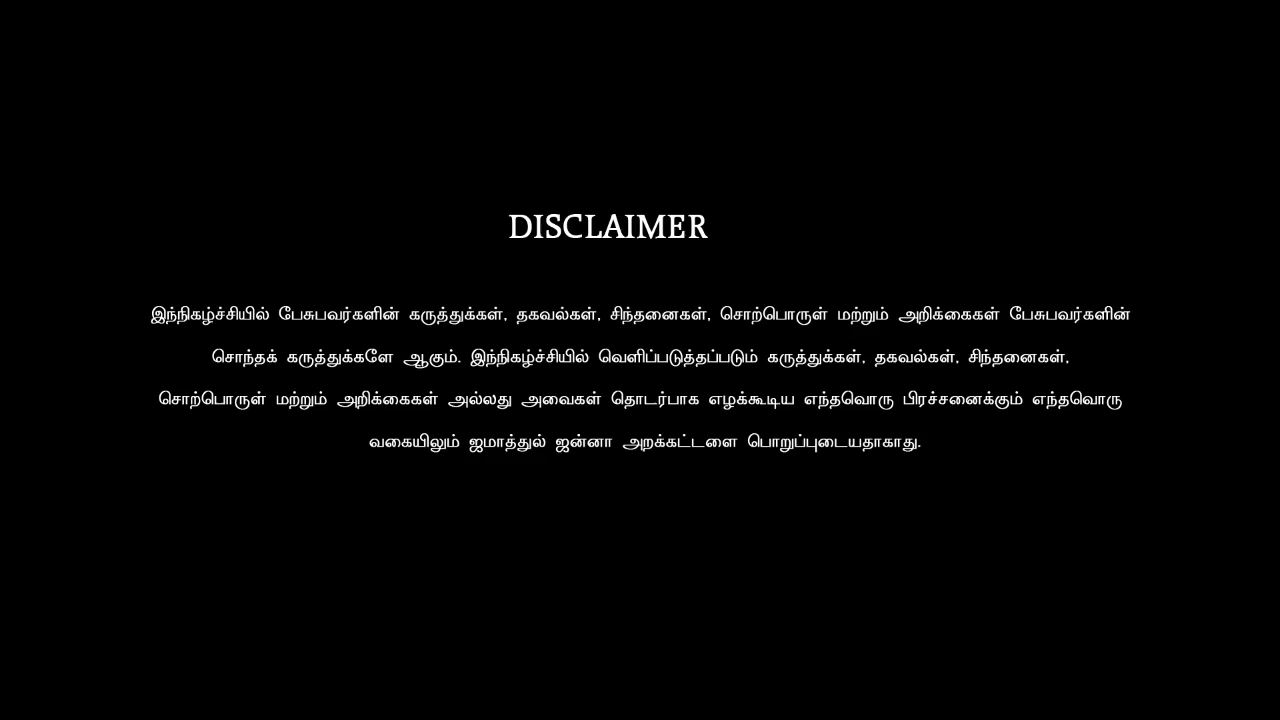 DISCLAIMER
இந்நிகழ்ச்சியில் பேசுபவர்களின் கருத்துக்கள், தகவல்கள், சிந்தனைகள், சொற்பொருள் மற்றும் அறிக்கைகள் பேசுபவர்களின்
சொந்தக் கருத்துக்களே ஆகும். இந்நிகழ்ச்சியில் வெளிப்படுத்தப்படும் கருத்துக்கள், தகவல்கள், சிந்தனைகள்,
சொற்பொருள் மற்றும் அறிக்கைகள் அல்லது அவைகள் தொடர்பாக எழக்கூடிய எந்தவொரு பிரச்சனைக்கும் எந்தவொரு
வகையிலும் ஜமாத்துல் ஜன்னா அறக்கட்டளை பொறுப்புடையதாகாது.